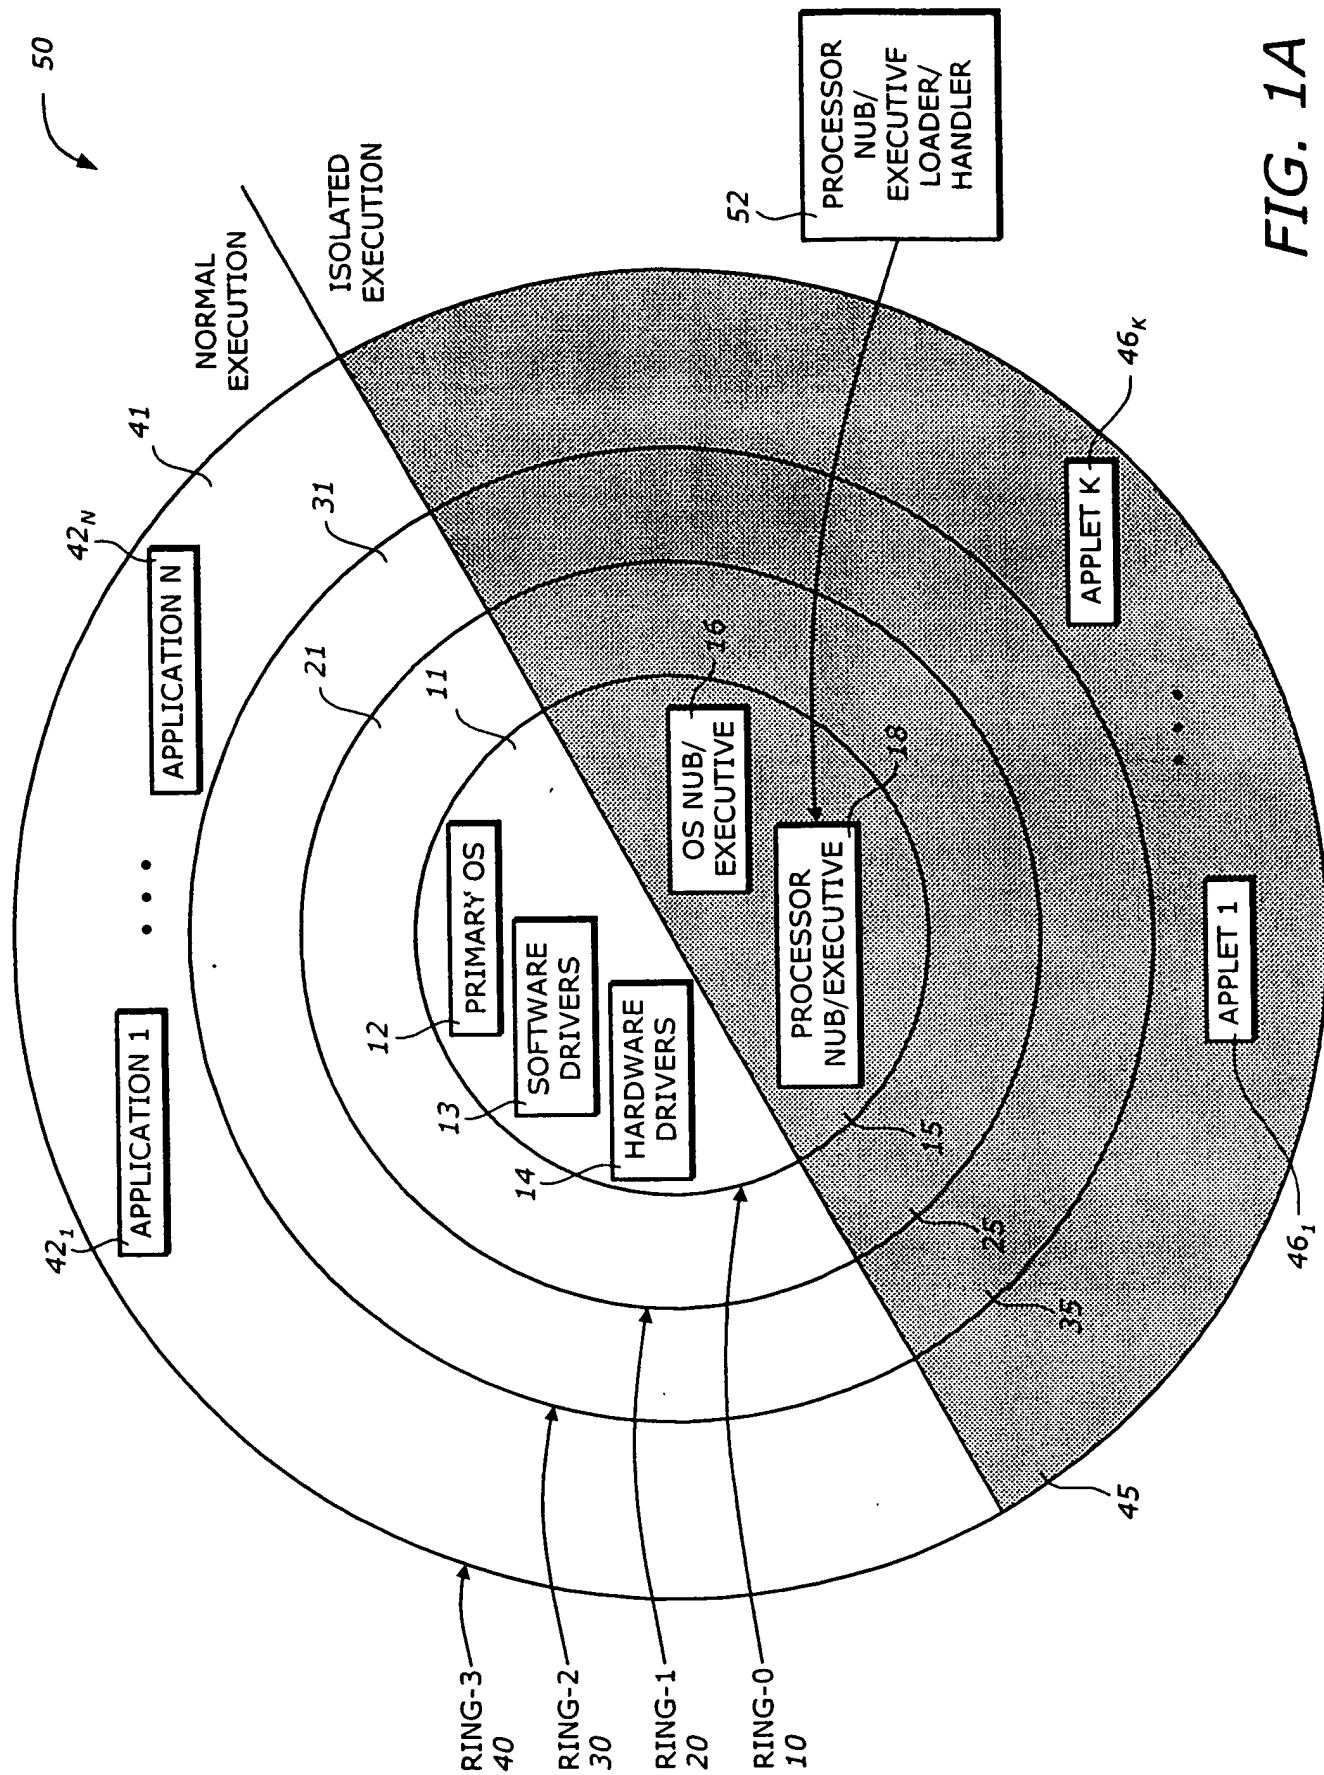 50
NORMAL
EXECUTION
ISOLATED
EXECUTION
41
42N
APPLICATION N
31
21
11
APPLICATION 1
421
PRIMARY OS
12
SOFTWARE
DRIVERS
13
HARDWARE
DRIVERS
14
OS NUB/
EXECUTIVE
16
PROCESSOR
NUB/EXECUTIVE
18
15
25
35
45
APPLET 1
461
APPLET K
46K
52
PROCESSOR
NUB/
EXECUTIVE
LOADER/
HANDLER
RING-3
40
RING-2
30
RING-1
20
RING-0
10
FIG. 1A